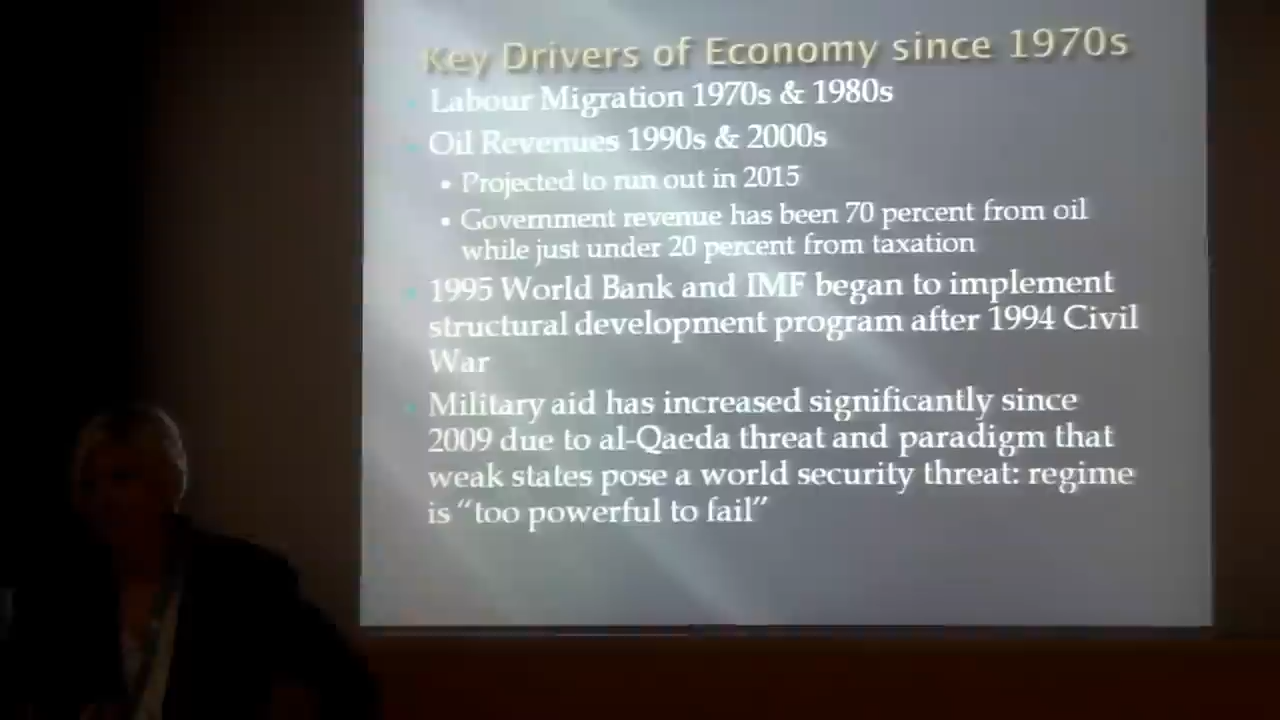 Key Drivers of Economy since 1970s
Labour Migration 1970s & 1980s
Oil Revenues 1990s & 2000s
• Projected to run out in 2015
• Government revenue has been 70 percent from oil
while just under 20 percent from taxation
1995 World Bank and IMF began to implement
structural development program after 1994 Civil
War
Military aid has increased significantly since
2009 due to al-Qaeda threat and paradigm that
weak states pose a world security threat: regime
is “too powerful to fail”